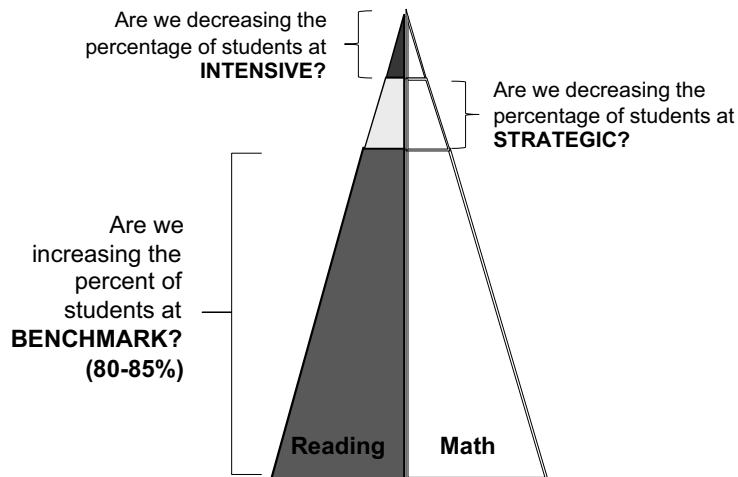 Are we decreasing the
percentage of students at
INTENSIVE?
Are we decreasing the
percentage of students at
STRATEGIC?
Are we
increasing the
percent of
students at
BENCHMARK?
(80-85%)
Reading
Math